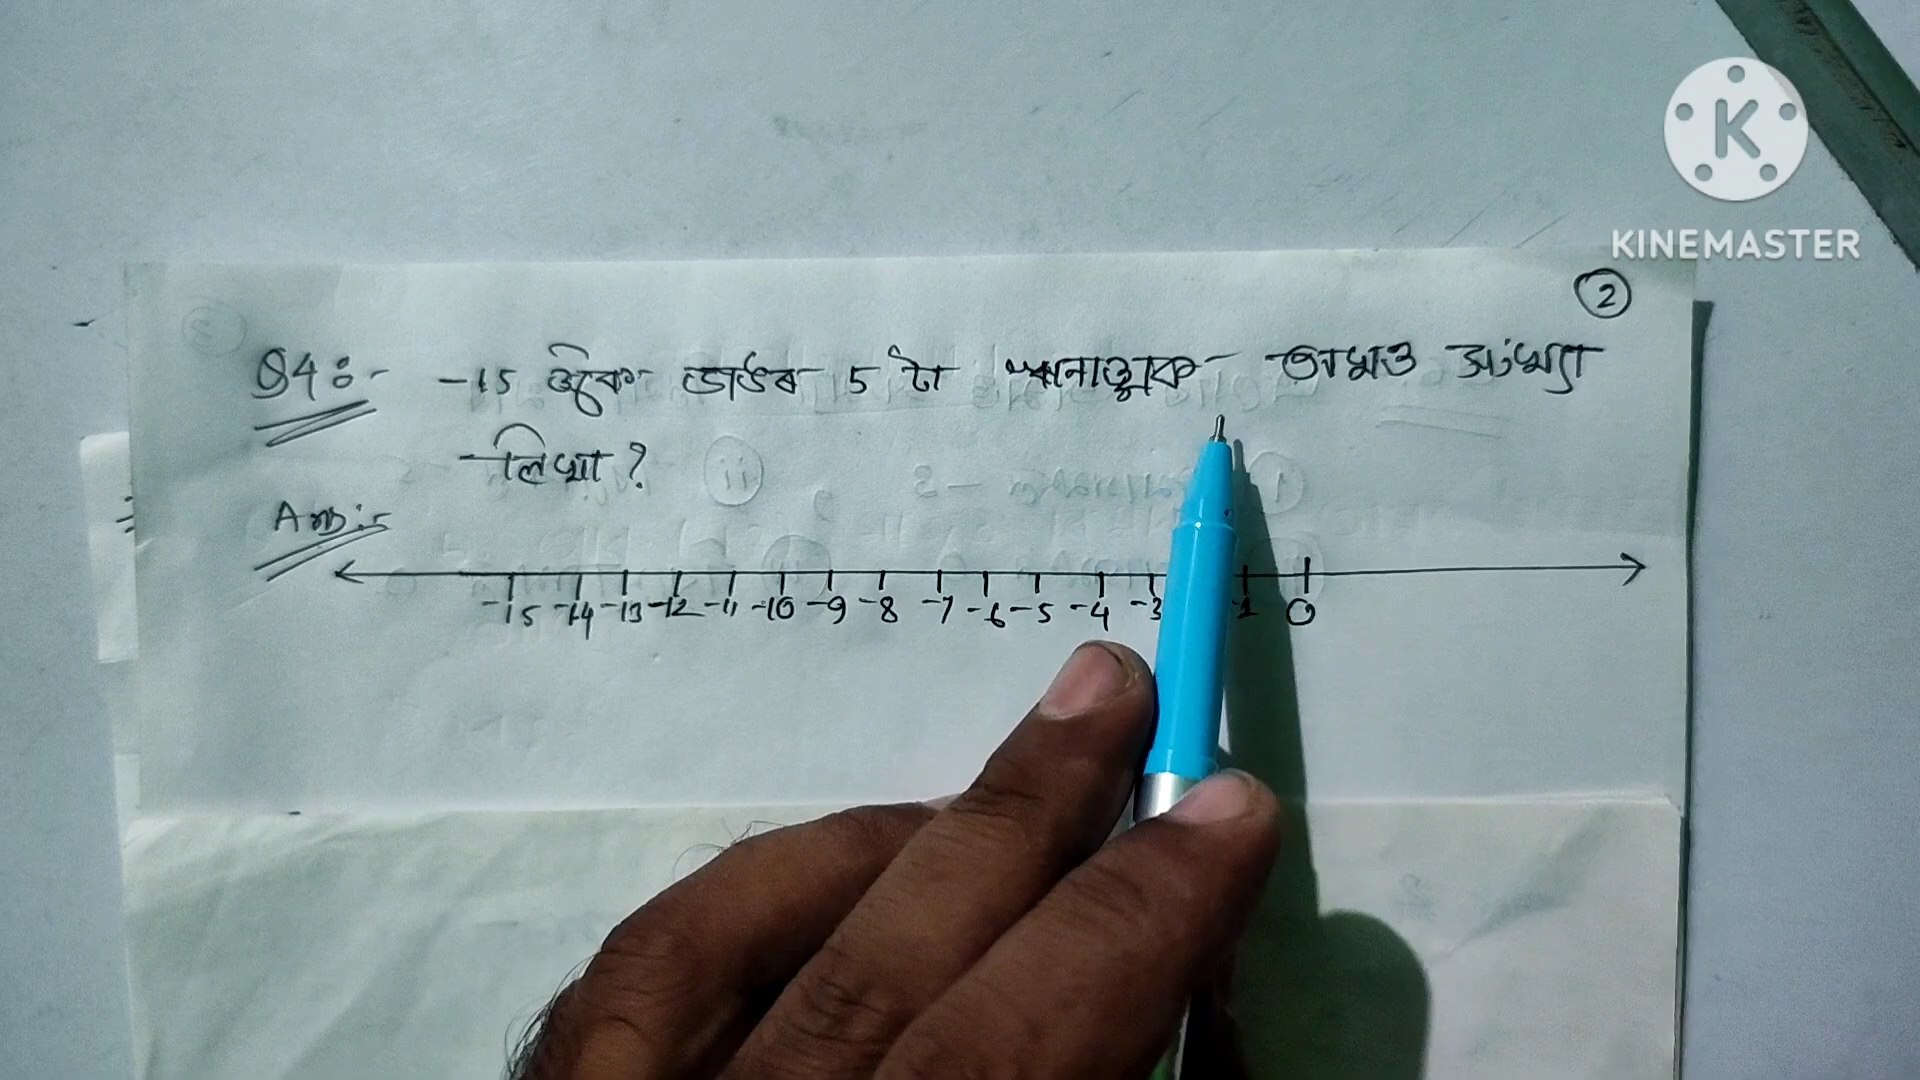 KINEMASTER
2
Q4:- -15 তকৈ ডাঙৰ 5 টা ঋনাত্মক অখণ্ড সংখ্যা
লিখা?
Ans:-
-15 -14 -13 -12 -11 -10 -9 -8 -7 -6 -5 -4 -3 -1 0